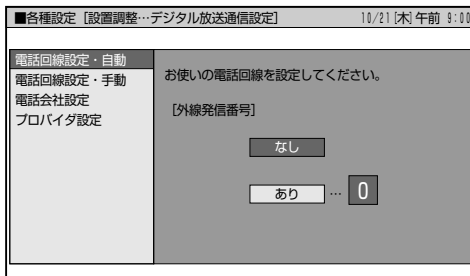 ■各種設定［設置調整…デジタル放送通信設定］ 10/21[木]午前 9:00
電話回線設定・自動
電話回線設定・手動
電話会社設定
プロバイダ設定
お使いの電話回線を設定してください。
［外線発信番号］
なし
あり … 0